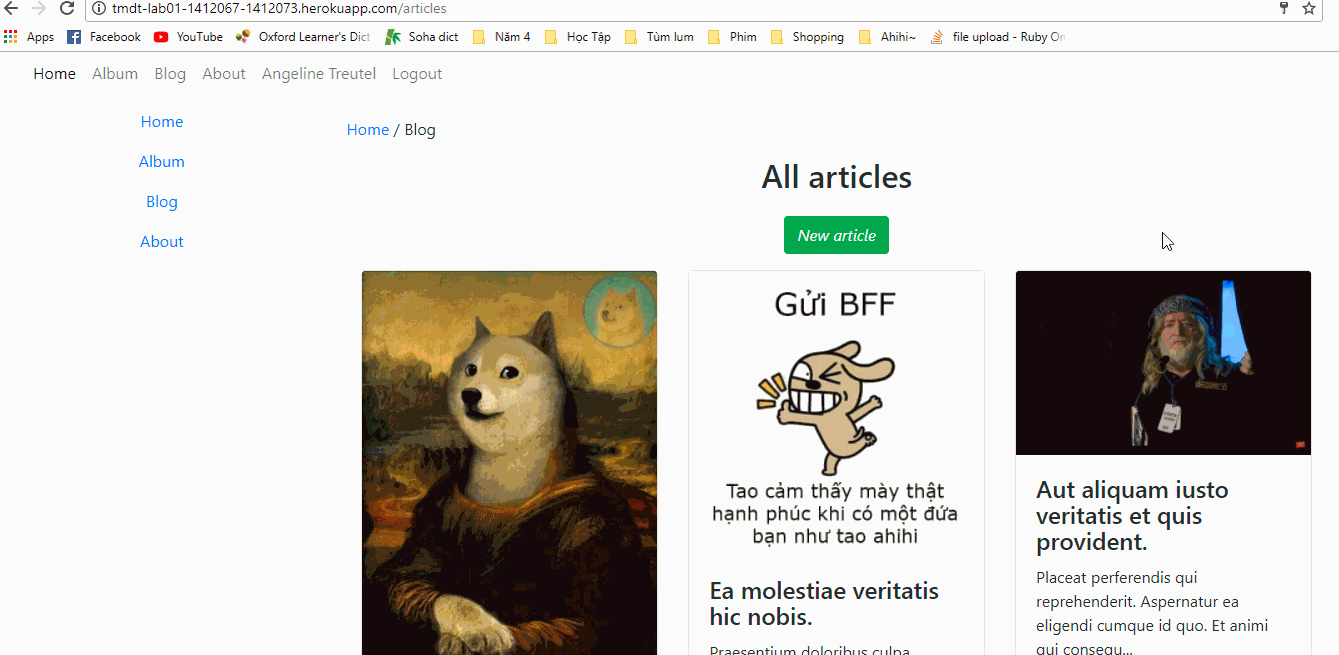 tmdt-lab01-1412067-1412073.herokuapp.com/articles
Apps Facebook YouTube Oxford Learner's Dict Soha dict Năm 4 Học Tập Tùm lum Phim Shopping Ahihi~ file upload - Ruby On
Home Album Blog About Angeline Treutel Logout
Home
Album
Blog
About
Home / Blog
All articles
New article
Gửi BFF
Tao cảm thấy mày thật
hạnh phúc khi có một đứa
bạn như tao ahihi
Ea molestiae veritatis
hic nobis.
Praesentium doloribus culpa
SECURITY
Aut aliquam iusto
veritatis et quis
provident.
Placeat perferendis qui
reprehenderit. Aspernatur ea
eligendi cumque id quo. Et animi
qui consequ...